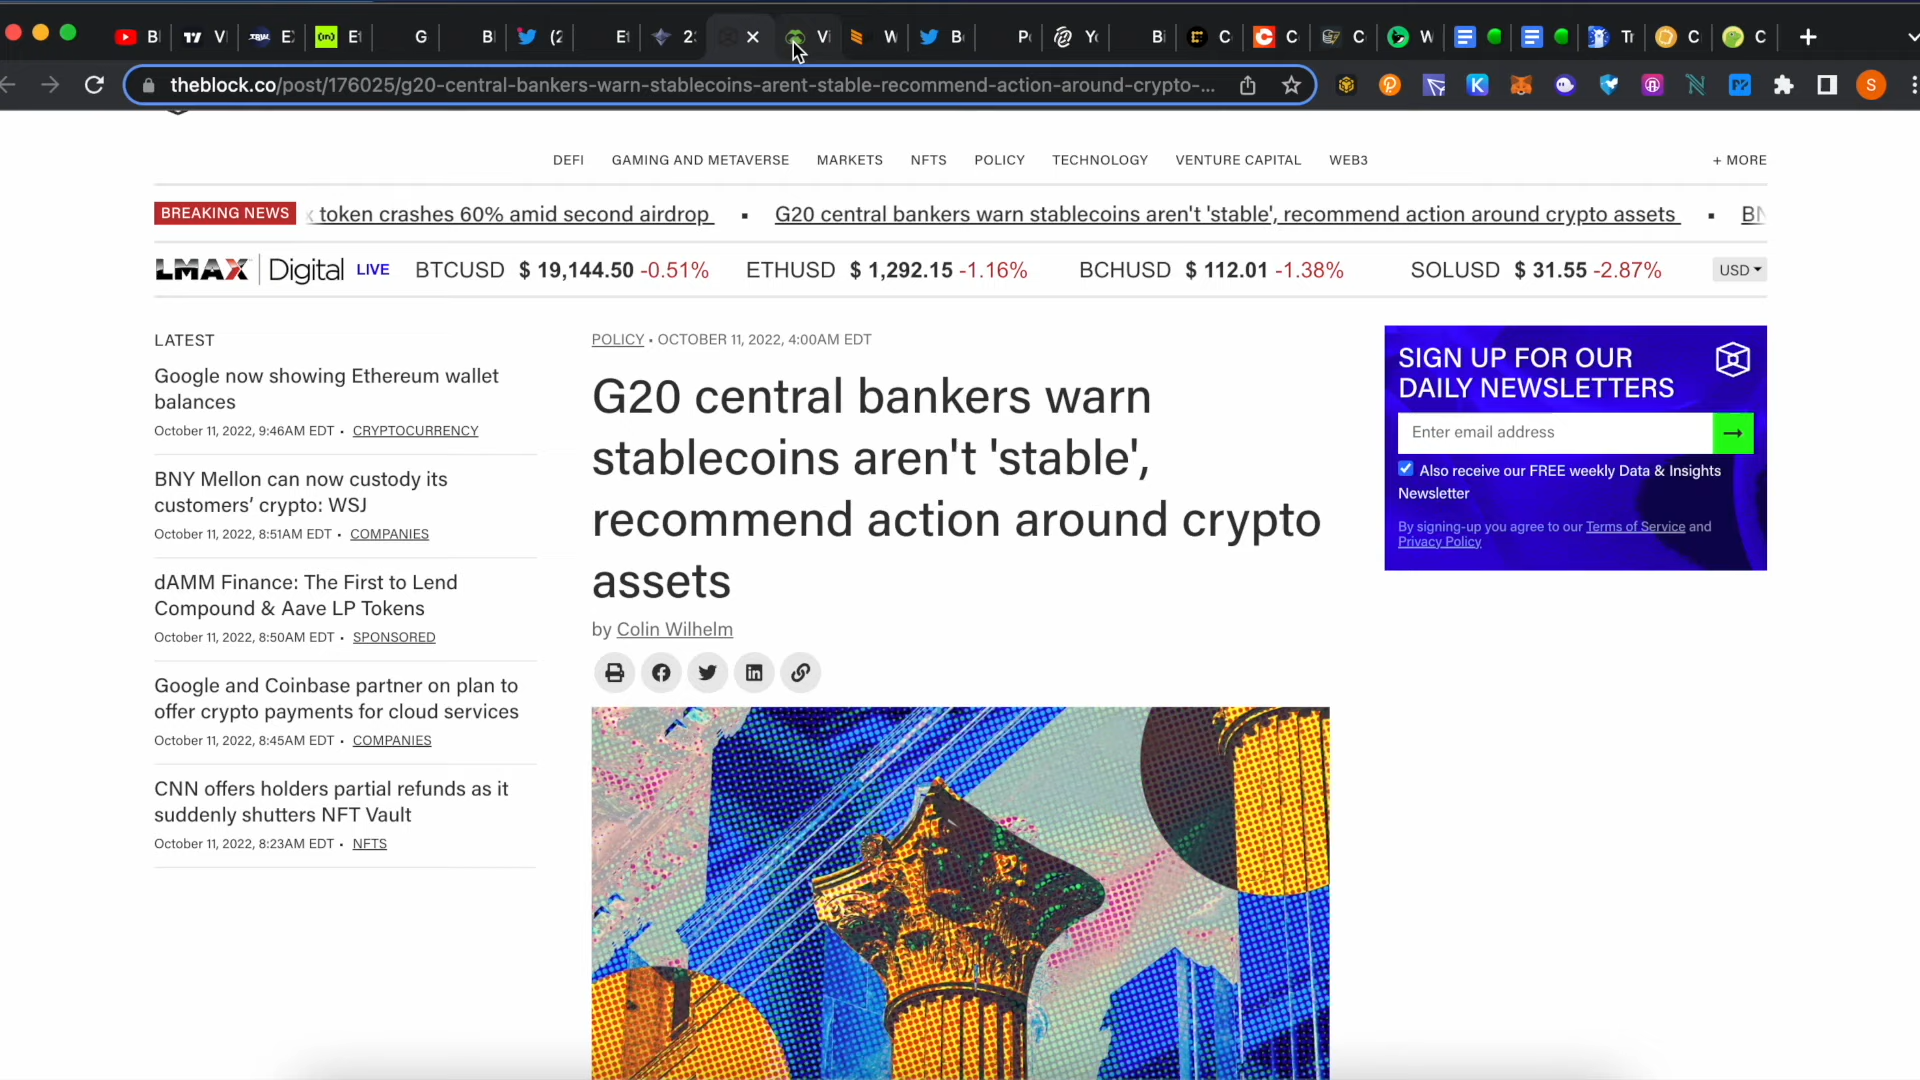 B
V
E
(in) Et
G
B
(2
Et
2:
Vi
W
B
P
Y
Bi
C
C
C
W
Tr
C
C
theblock.co/post/176025/g20-central-bankers-warn-stablecoins-arent-stable-recommend-action-around-crypto-...
S
DEFI GAMING AND METAVERSE MARKETS NFTS POLICY TECHNOLOGY VENTURE CAPITAL WEB3 + MORE
BREAKING NEWS token crashes 60% amid second airdrop ▪ G20 central bankers warn stablecoins aren't 'stable', recommend action around crypto assets ▪ BN
LMAX Digital LIVE BTCUSD $ 19,144.50 -0.51% ETHUSD $ 1,292.15 -1.16% BCHUSD $ 112.01 -1.38% SOLUSD $ 31.55 -2.87% USD
LATEST
Google now showing Ethereum wallet
balances
October 11, 2022, 9:46AM EDT • CRYPTOCURRENCY
BNY Mellon can now custody its
customers’ crypto: WSJ
October 11, 2022, 8:51AM EDT • COMPANIES
dAMM Finance: The First to Lend
Compound & Aave LP Tokens
October 11, 2022, 8:50AM EDT • SPONSORED
Google and Coinbase partner on plan to
offer crypto payments for cloud services
October 11, 2022, 8:45AM EDT • COMPANIES
CNN offers holders partial refunds as it
suddenly shutters NFT Vault
October 11, 2022, 8:23AM EDT • NFTS
POLICY • OCTOBER 11, 2022, 4:00AM EDT
G20 central bankers warn
stablecoins aren't 'stable',
recommend action around crypto
assets
by Colin Wilhelm
SIGN UP FOR OUR
DAILY NEWSLETTERS
Enter email address →
Also receive our FREE weekly Data & Insights
Newsletter
By signing-up you agree to our Terms of Service and
Privacy Policy